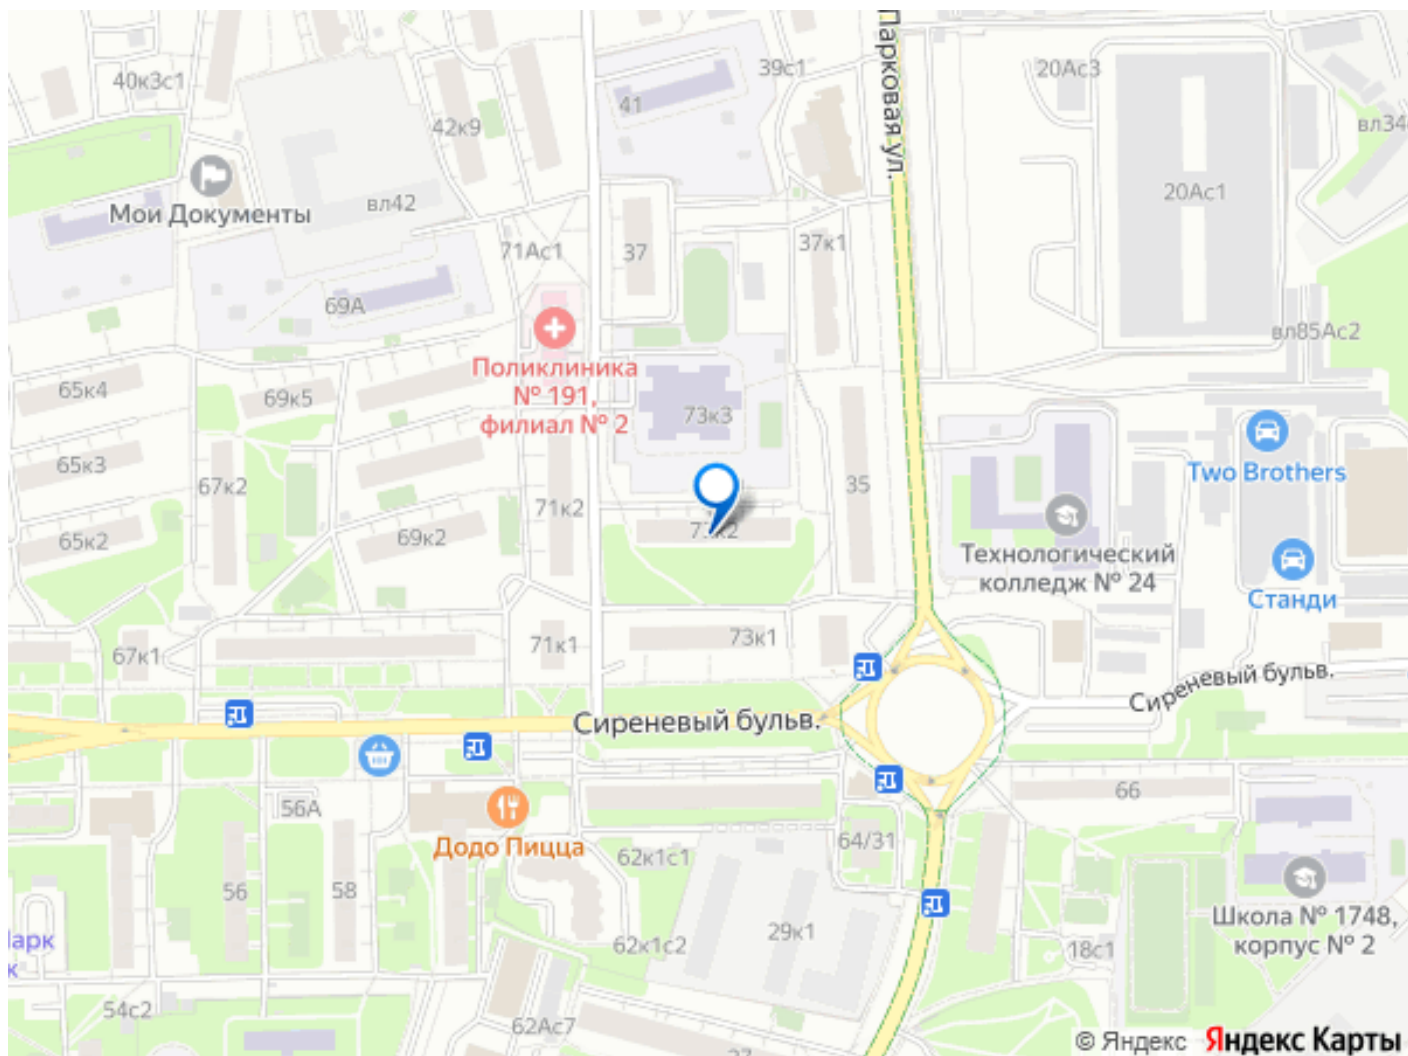 Парковая ул.
39с1
20Ас3
40к3с1
41
42к9
вл34
Мои Документы
вл42
20Ас1
71Ас1
37
37к1
69А
вл85Ас2
Поликлиника
№ 191,
филиал № 2
65к4
69к5
73к3
65к3
67к2
71к2
35
Two Brothers
65к2
69к2
73к2
Технологический
колледж № 24
Станди
67к1
71к1
73к1
Сиреневый бульв.
Сиреневый бульв.
56А
66
Додо Пицца
62к1с1
64/31
56
58
62к1с2
29к1
Школа № 1748,
корпус № 2
18с1
54с2
62Ас7
© Яндекс Яндекс Карты